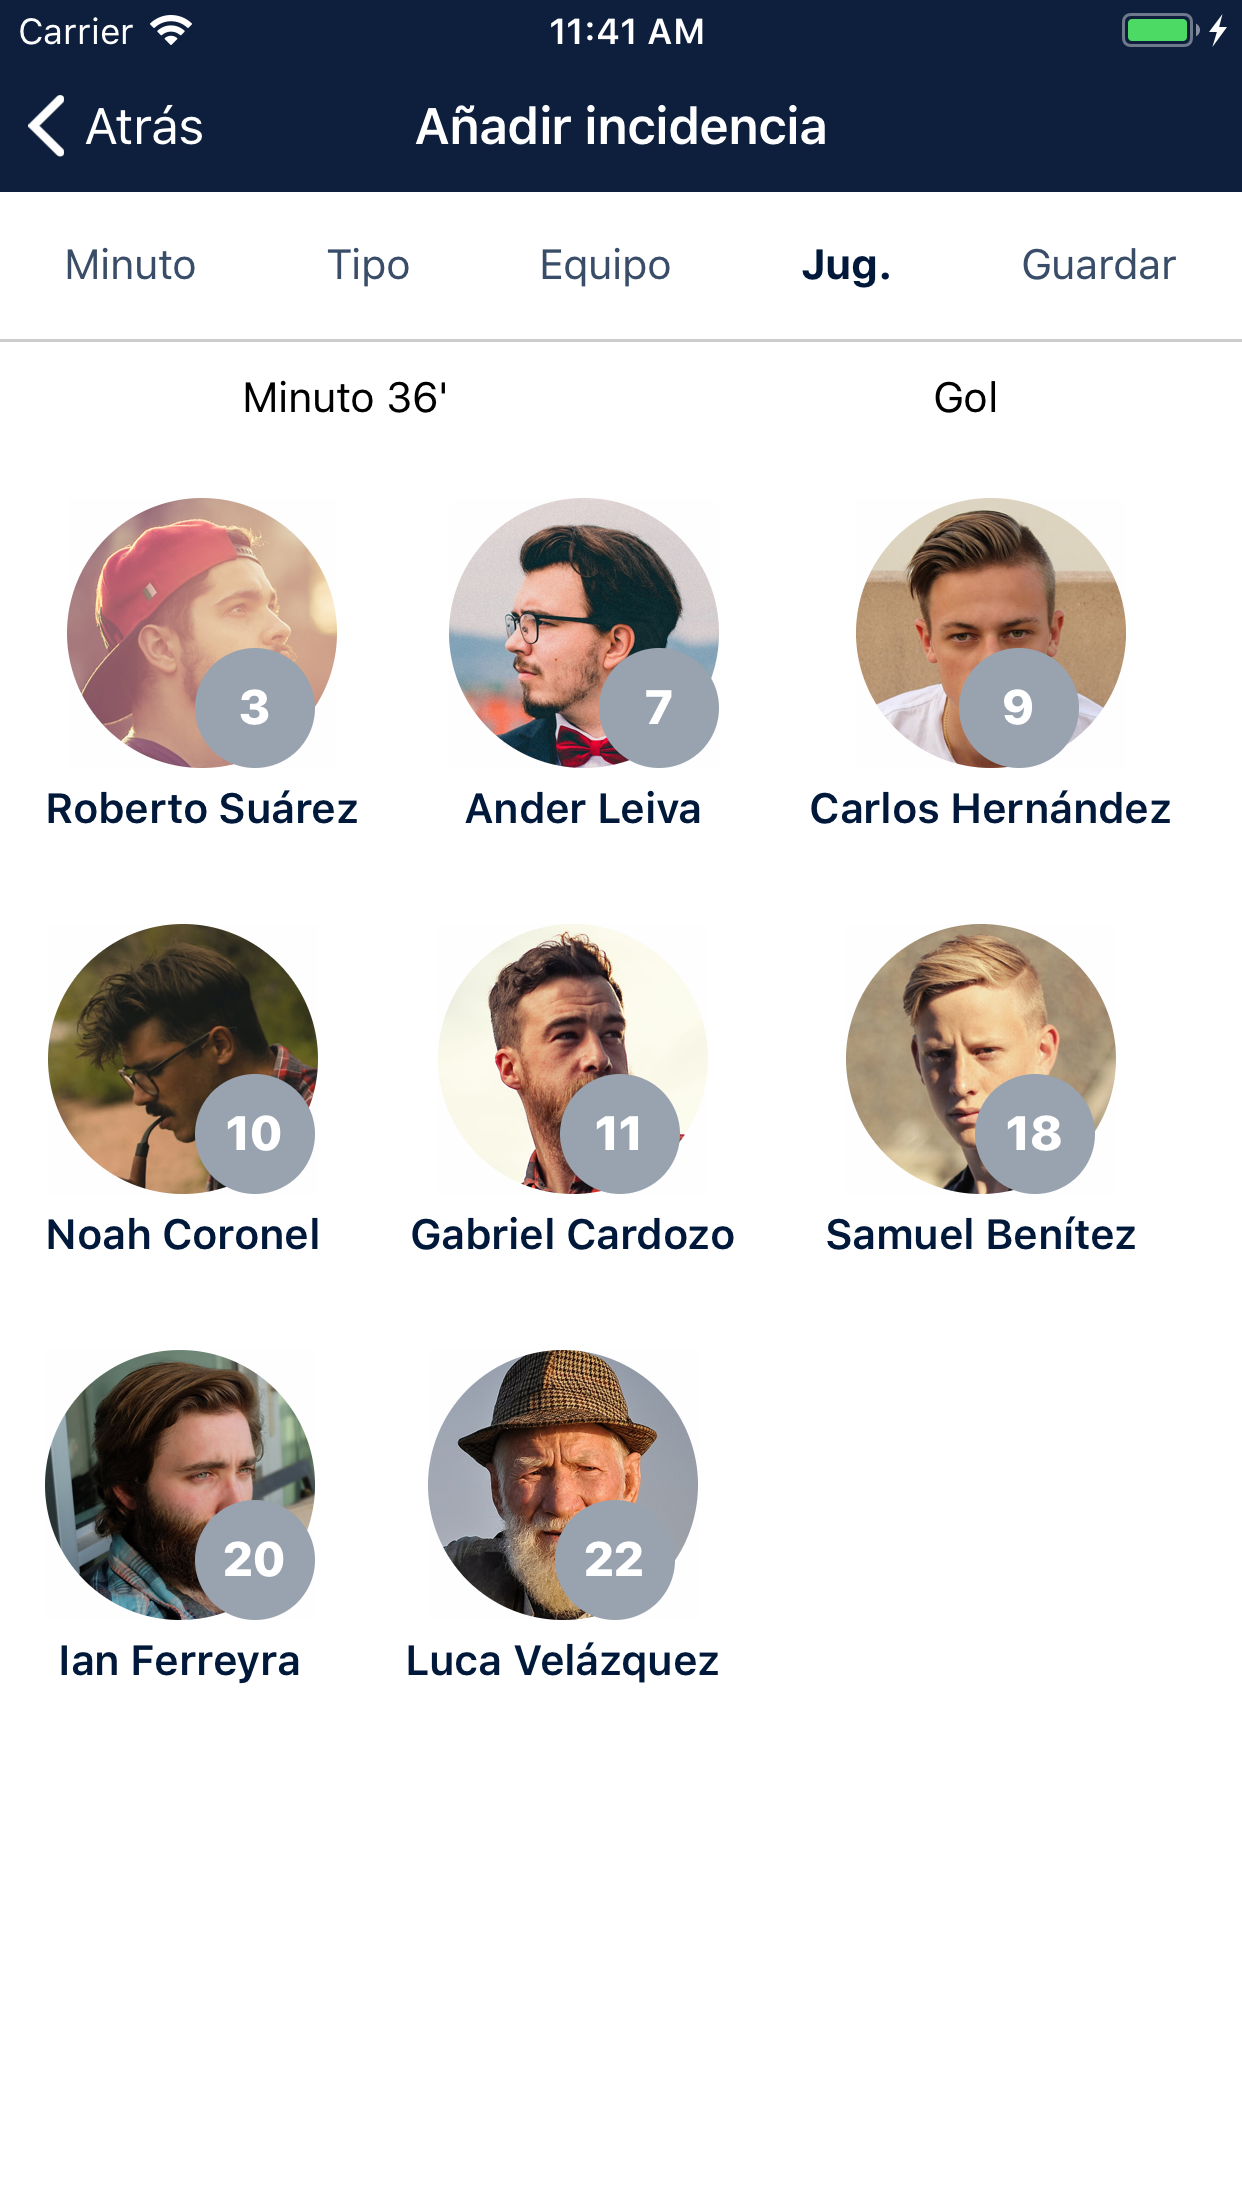 Carrier 11:41 AM
Atrás Añadir incidencia
Minuto Tipo Equipo Jug. Guardar
Minuto 36' Gol
3 7 9
Roberto Suárez Ander Leiva Carlos Hernández
10 11 18
Noah Coronel Gabriel Cardozo Samuel Benítez
20 22
Ian Ferreyra Luca Velázquez